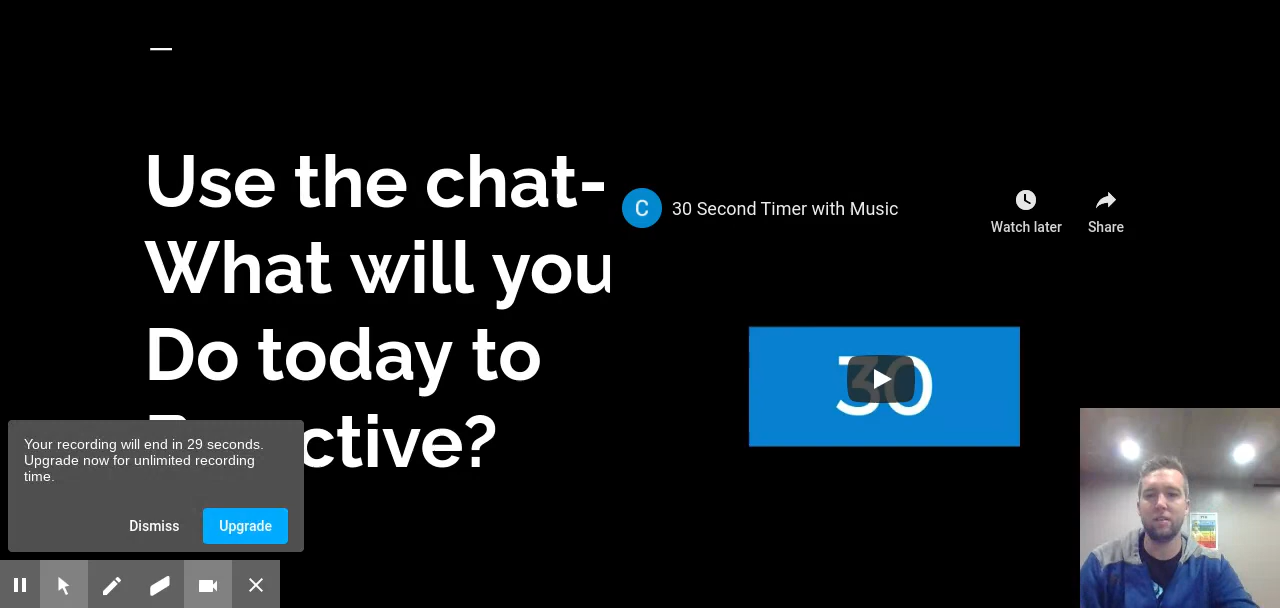 Use the chat-
What will you
Do today to
ctive?
C
30 Second Timer with Music
Watch later
Share
30
Your recording will end in 29 seconds.
Upgrade now for unlimited recording
time.
Dismiss
Upgrade